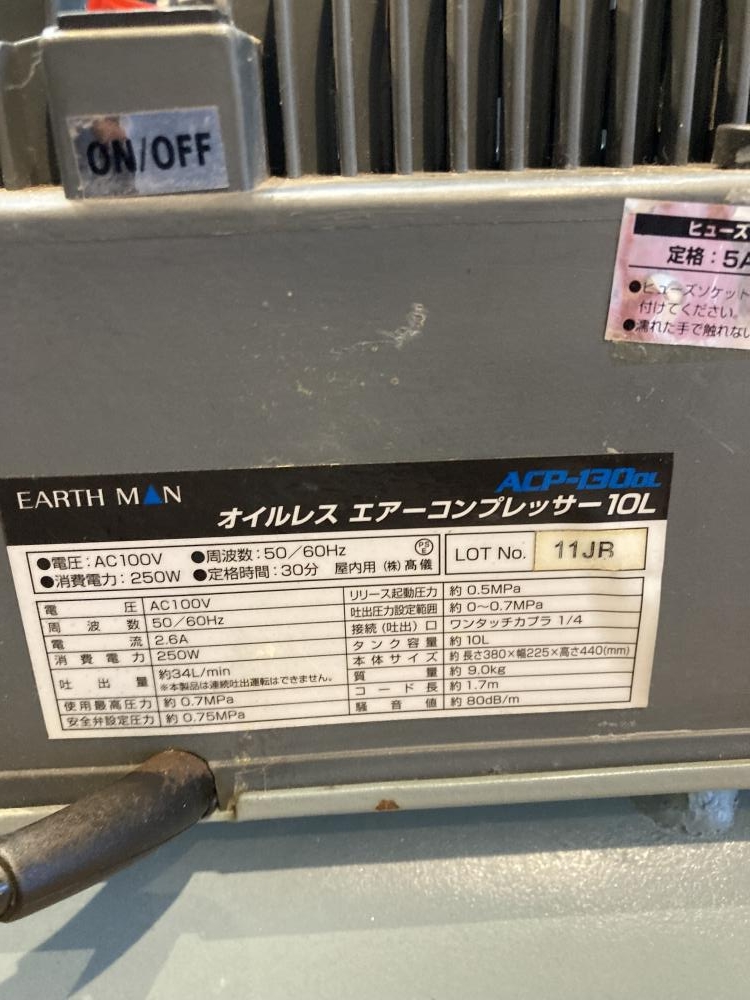 ON/OFF
ヒューズ
定格：5A
●ヒューズソケット
付けてください。
●濡れた手で触れない
EARTH MAN
ACP-130OL
オイルレス エアーコンプレッサー10L
●電圧：AC100V ●周波数：50／60Hz
●消費電力：250W ●定格時間：30分 屋内用 (株)髙儀
PS
E
LOT No. 11JR
電圧 AC100V
周波数 50／60Hz
電流 2.6A
消費電力 250W
吐出量 約34L/min
※本製品は連続吐出運転はできません。
使用最高圧力 約 0.7MPa
安全弁設定圧力 約 0.75MPa
リリース起動圧力 約 0.5MPa
吐出圧力設定範囲 約 0～0.7MPa
接続(吐出)口 ワンタッチカプラ 1/4
タンク容量 約 10L
本体サイズ 約 長さ380×幅225×高さ440(mm)
質量 約 9.0kg
コード長 約 1.7m
騒音値 約 80dB/m